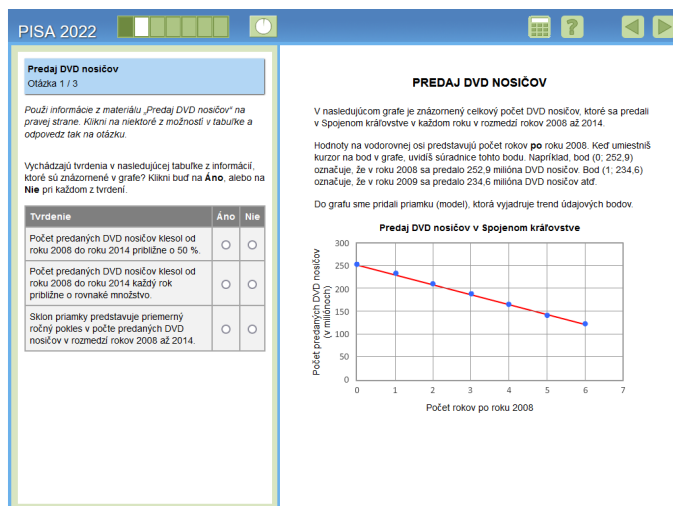 PISA 2022
?
Predaj DVD nosičov
Otázka 1 / 3
Použi informácie z materiálu „Predaj DVD nosičov“ na
pravej strane. Klikni na niektoré z možností v tabuľke a
odpovedz tak na otázku.
Vychádzajú tvrdenia v nasledujúcej tabuľke z informácií,
ktoré sú znázornené v grafe? Klikni buď na Áno, alebo na
Nie pri každom z tvrdení.
Tvrdenie Áno Nie
Počet predaných DVD nosičov klesol od
roku 2008 do roku 2014 približne o 50 %.
Počet predaných DVD nosičov klesol od
roku 2008 do roku 2014 každý rok
približne o rovnaké množstvo.
Sklon priamky predstavuje priemerný
ročný pokles v počte predaných DVD
nosičov v rozmedzí rokov 2008 až 2014.
PREDAJ DVD NOSIČOV
V nasledujúcom grafe je znázornený celkový počet DVD nosičov, ktoré sa predali
v Spojenom kráľovstve v každom roku v rozmedzí rokov 2008 až 2014.
Hodnoty na vodorovnej osi predstavujú počet rokov po roku 2008. Keď umiestniš
kurzor na bod v grafe, uvidíš súradnice tohto bodu. Napríklad, bod (0; 252,9)
označuje, že v roku 2008 sa predalo 252,9 milióna DVD nosičov. Bod (1; 234,6)
označuje, že v roku 2009 sa predalo 234,6 milióna DVD nosičov atď.
Do grafu sme pridali priamku (model), ktorá vyjadruje trend údajových bodov.
Predaj DVD nosičov v Spojenom kráľovstve
Počet predaných DVD nosičov
(v miliónoch)
300
250
200
150
100
50
0
0 1 2 3 4 5 6 7
Počet rokov po roku 2008